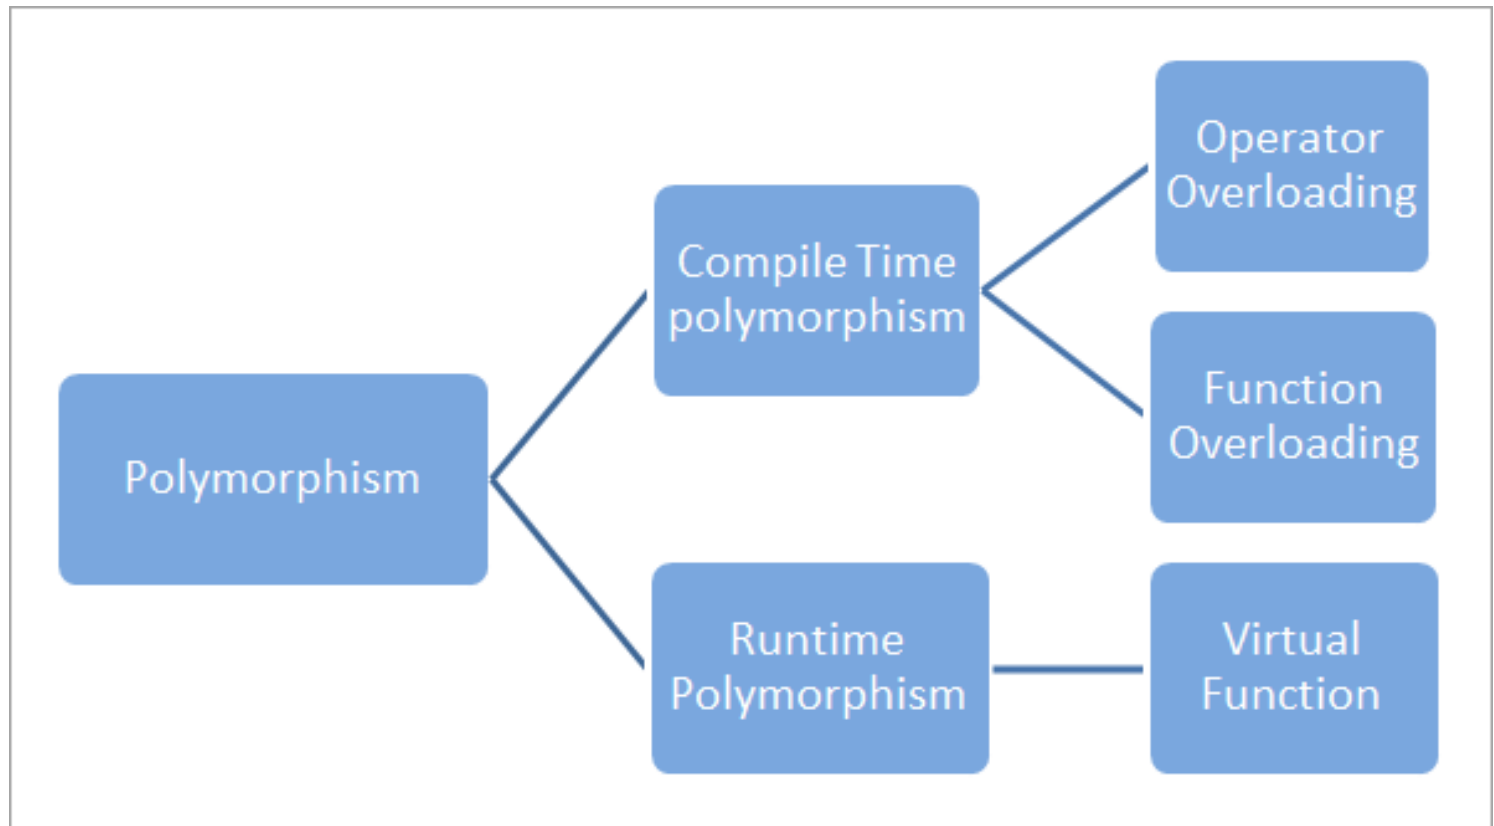 Polymorphism
Compile Time
polymorphism
Operator
Overloading
Function
Overloading
Runtime
Polymorphism
Virtual
Function